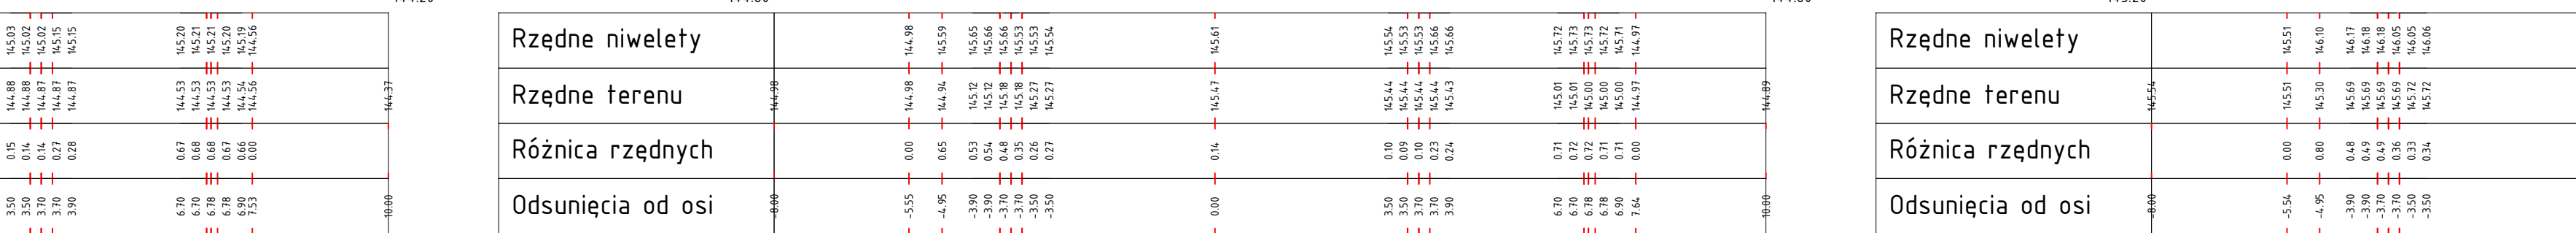 145.03 145.02 145.02 145.15 145.15 145.20 145.21 145.21 145.20 145.19 144.56
144.88 144.88 144.87 144.87 144.87 144.53 144.53 144.53 144.53 144.54 144.56 144.37
0.15 0.14 0.14 0.27 0.28 0.67 0.68 0.68 0.67 0.66 0.00
3.50 3.50 3.70 3.70 3.90 6.70 6.70 6.78 6.78 6.90 7.53 10.00
Rzędne niwelety 144.98 145.59 145.65 145.66 145.66 145.53 145.53 145.54 145.61 145.54 145.53 145.53 145.66 145.66 145.72 145.73 145.73 145.72 145.71 144.97
Rzędne terenu 144.98 144.98 144.94 145.12 145.12 145.18 145.18 145.27 145.27 145.47 145.44 145.44 145.44 145.44 145.43 145.01 145.01 145.00 145.00 145.00 144.97 144.89
Różnica rzędnych 0.00 0.65 0.53 0.54 0.48 0.35 0.26 0.27 0.14 0.10 0.09 0.10 0.23 0.24 0.71 0.72 0.72 0.71 0.71 0.00
Odsunięcia od osi -8.00 -5.55 -4.95 -3.90 -3.90 -3.70 -3.70 -3.50 -3.50 0.00 3.50 3.50 3.70 3.70 3.90 6.70 6.70 6.78 6.78 6.90 7.64 10.00
Rzędne niwelety 145.51 146.10 146.17 146.18 146.18 146.05 146.05 146.06
Rzędne terenu 145.54 145.51 145.30 145.69 145.69 145.69 145.69 145.72 145.72
Różnica rzędnych 0.00 0.80 0.48 0.49 0.49 0.36 0.33 0.34
Odsunięcia od osi -8.00 -5.54 -4.95 -3.90 -3.90 -3.70 -3.70 -3.50 -3.50